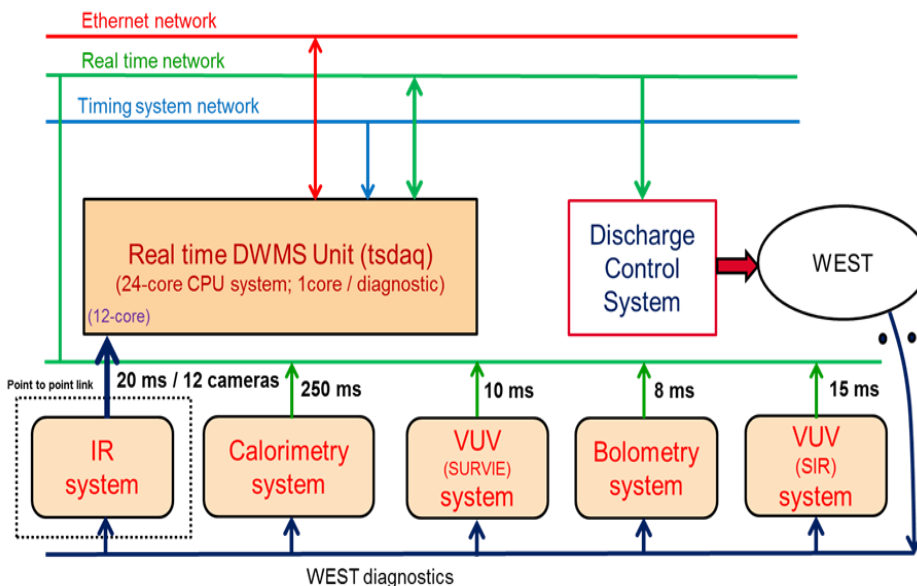 Ethernet network
Real time network
Timing system network
Real time DWMS Unit (tsdaq)
(24-core CPU system; 1core / diagnostic)
(12-core)
Discharge
Control
System
WEST
Point to point link
20 ms / 12 cameras
250 ms
10 ms
8 ms
15 ms
IR
system
Calorimetry
system
VUV
(SURVIE)
system
Bolometry
system
VUV
(SIR)
system
WEST diagnostics